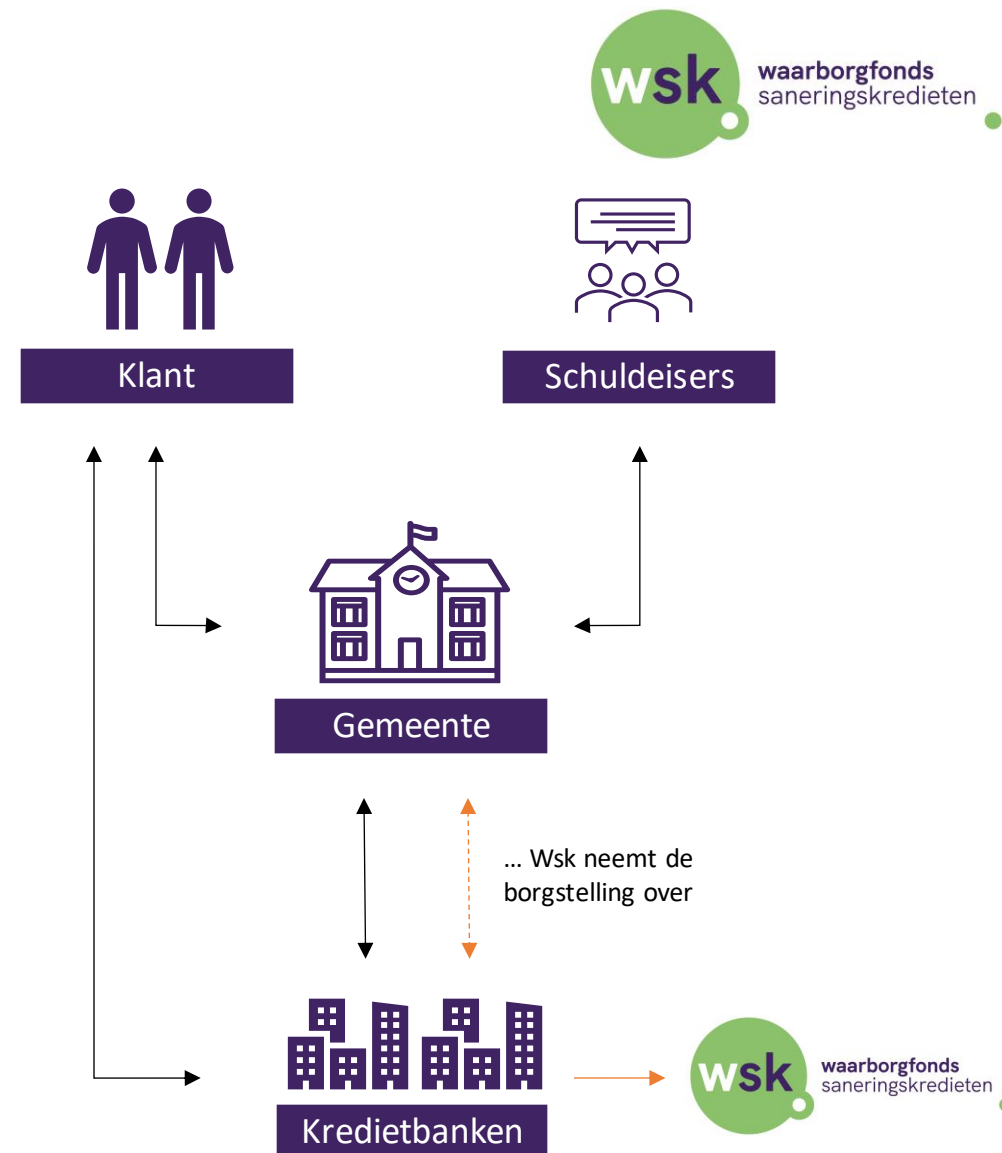 wsk
waarborgfonds
saneringskredieten
Klant
Schuldeisers
Gemeente
... Wsk neemt de
borgstelling over
Kredietbanken
wsk
waarborgfonds
saneringskredieten